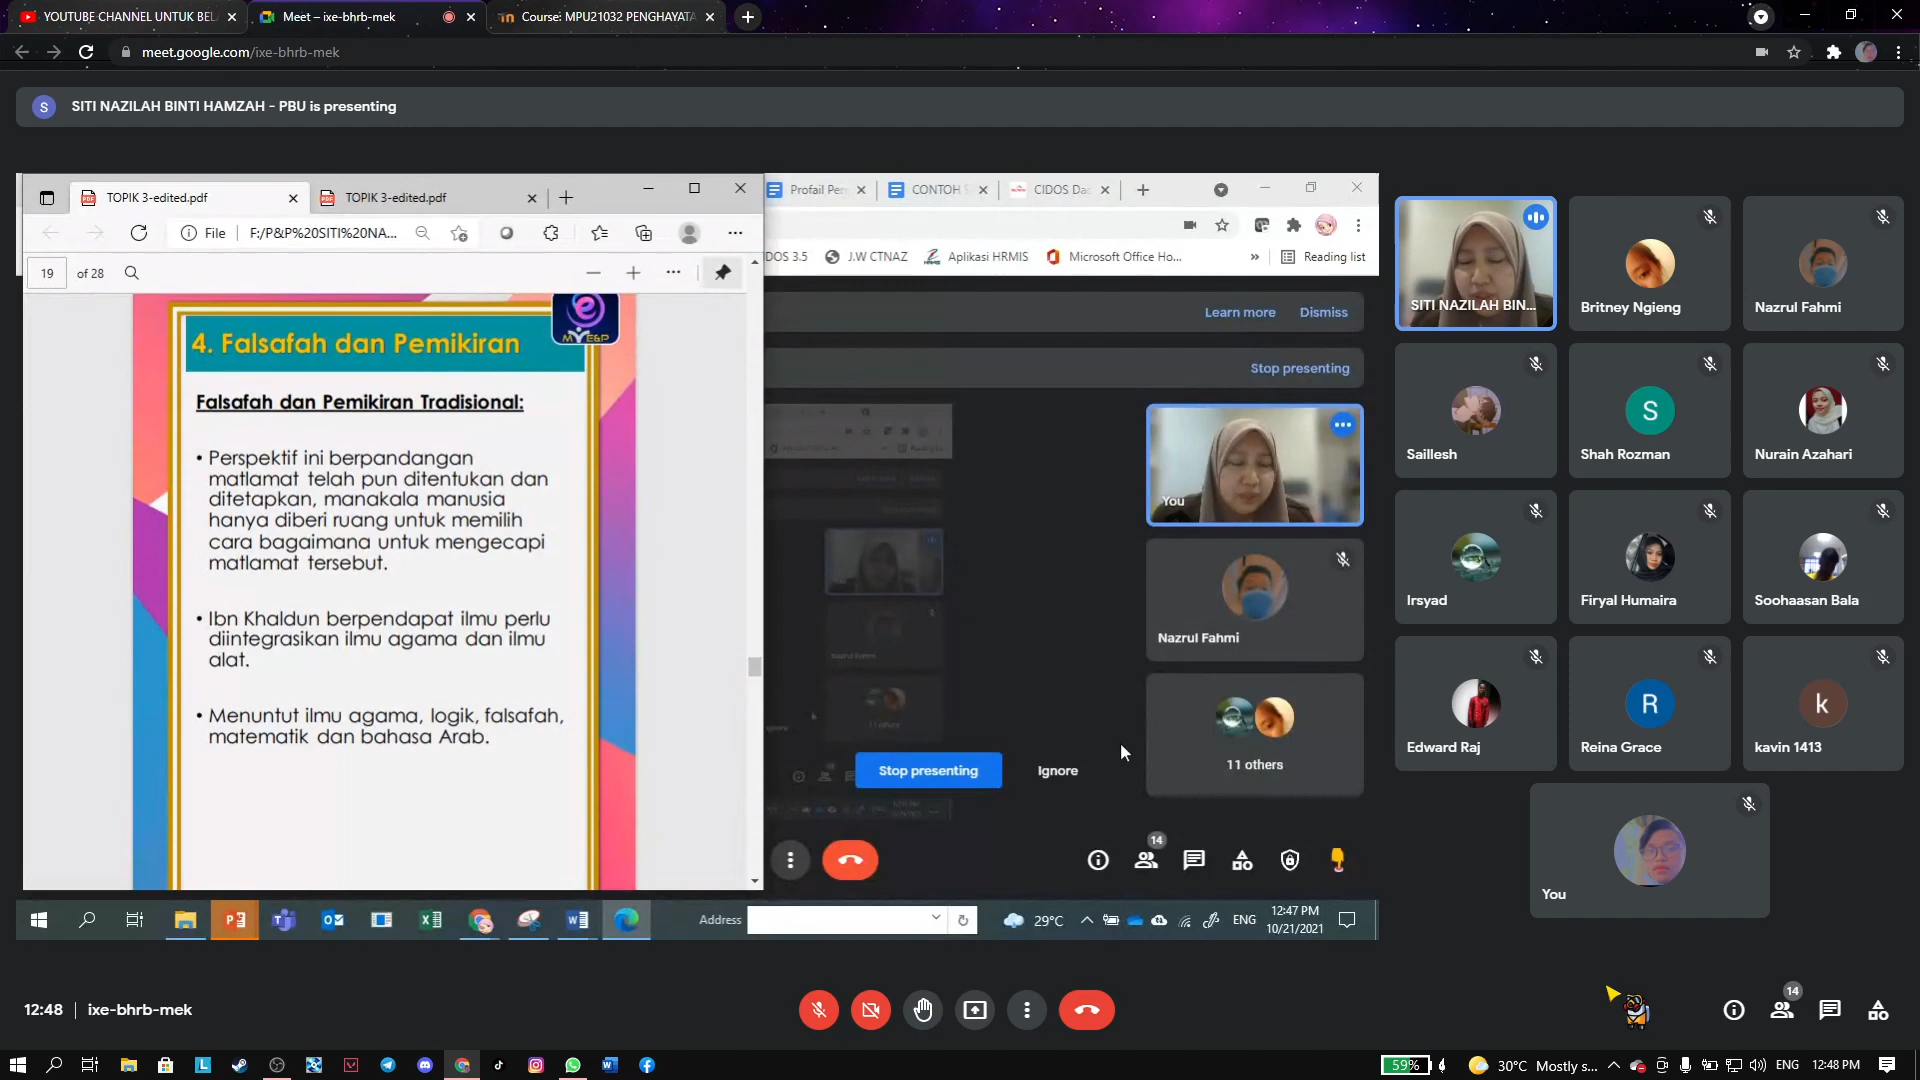 YOUTUBE CHANNEL UNTUK BEL
Meet – ixe-bhrb-mek
Course: MPU21032 PENGHAYATA
meet.google.com/ixe-bhrb-mek
S
SITI NAZILAH BINTI HAMZAH - PBU is presenting
TOPIK 3-edited.pdf
TOPIK 3-edited.pdf
File
F:/P&P%20SITI%20NA...
19
of 28
4. Falsafah dan Pemikiran
MYE&P
Falsafah dan Pemikiran Tradisional:
• Perspektif ini berpandangan
matlamat telah pun ditentukan dan
ditetapkan, manakala manusia
hanya diberi ruang untuk memilih
cara bagaimana untuk mengecapi
matlamat tersebut.
• Ibn Khaldun berpendapat ilmu perlu
diintegrasikan ilmu agama dan ilmu
alat.
• Menuntut ilmu agama, logik, falsafah,
matematik dan bahasa Arab.
Profail Per
CONTOH S
CIDOS Das
DOS 3.5
J.W CTNAZ
Aplikasi HRMIS
Microsoft Office Ho...
»
Reading list
Learn more
Dismiss
Stop presenting
You
Nazrul Fahmi
11 others
Stop presenting
Ignore
14
Address
29°C
ENG
12:47 PM
10/21/2021
SITI NAZILAH BIN...
Britney Ngieng
Nazrul Fahmi
Saillesh
S
Shah Rozman
Nurain Azahari
Irsyad
Firyal Humaira
Soohaasan Bala
Edward Raj
R
Reina Grace
k
kavin 1413
You
12:48
ixe-bhrb-mek
14
59%
30°C
Mostly s...
ENG
12:48 PM